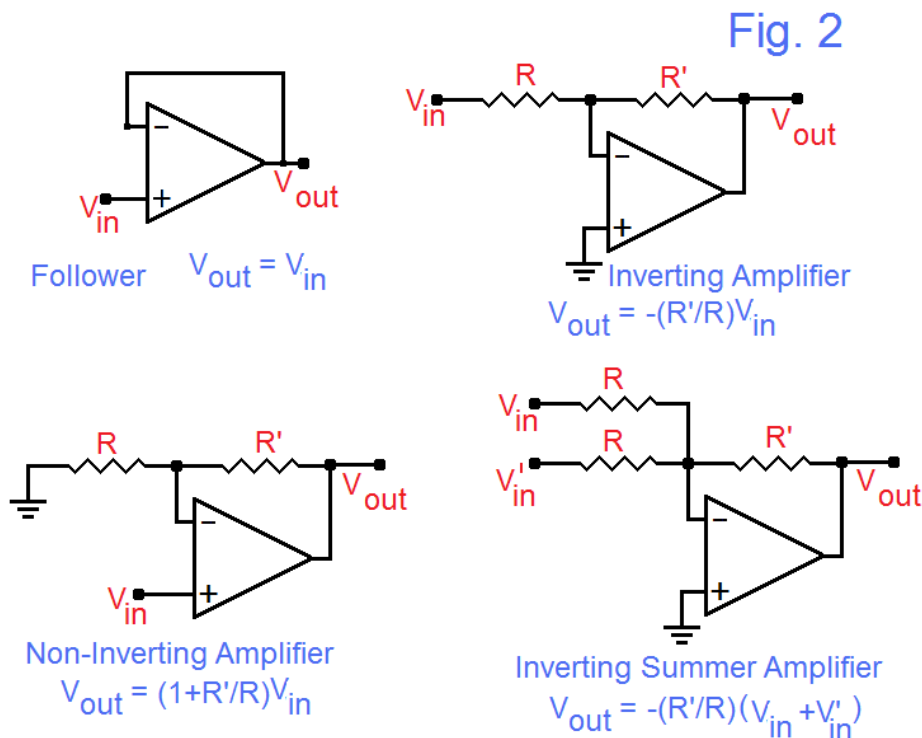 Fig. 2
−
+
Vin
Vout
Follower Vout = Vin
R R'
Vin
Vout
−
+
Inverting Amplifier
Vout = -(R'/R)Vin
R R'
Vout
−
+
Vin
Non-Inverting Amplifier
Vout = (1+R'/R)Vin
R
Vin
R R'
V'in
Vout
−
+
Inverting Summer Amplifier
Vout = -(R'/R)(Vin +V'in)